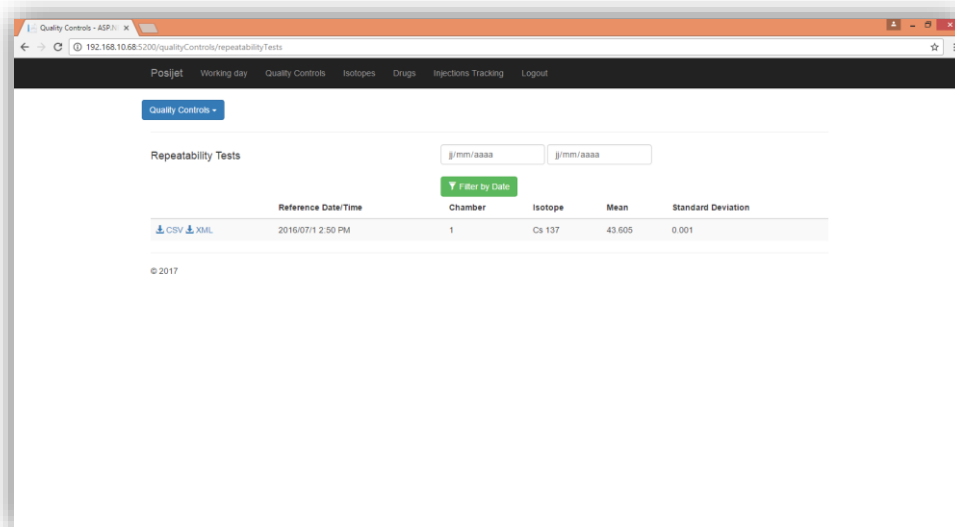 Quality Controls - ASP.N
192.168.10.68:5200/qualityControls/repeatabilityTests
Posijet Working day Quality Controls Isotopes Drugs Injections Tracking Logout
Quality Controls
Repeatability Tests jj/mm/aaaa jj/mm/aaaa
Filter by Date
Reference Date/Time Chamber Isotope Mean Standard Deviation
CSV XML 2016/07/1 2:50 PM 1 Cs 137 43.605 0.001
© 2017